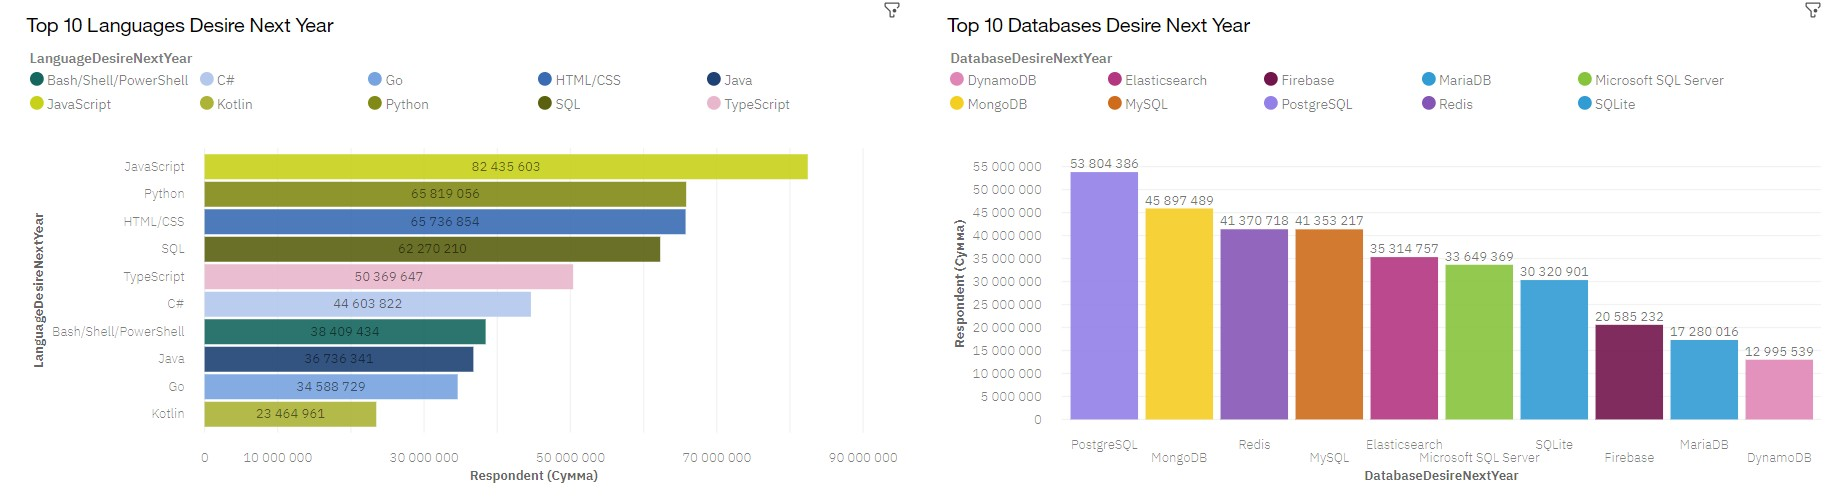 Top 10 Languages Desire Next Year
LanguageDesireNextYear
Bash/Shell/PowerShell C# Go HTML/CSS Java
JavaScript Kotlin Python SQL TypeScript
LanguageDesireNextYear
JavaScript 82 435 603
Python 65 819 056
HTML/CSS 65 736 854
SQL 62 270 210
TypeScript 50 369 647
C# 44 603 822
Bash/Shell/PowerShell 38 409 434
Java 36 736 341
Go 34 588 729
Kotlin 23 464 961
0 10 000 000 30 000 000 50 000 000 70 000 000 90 000 000
Respondent (Сумма)
Top 10 Databases Desire Next Year
DatabaseDesireNextYear
DynamoDB Elasticsearch Firebase MariaDB Microsoft SQL Server
MongoDB MySQL PostgreSQL Redis SQLite
Respondent (Сумма)
55 000 000
50 000 000
45 000 000
40 000 000
35 000 000
30 000 000
25 000 000
20 000 000
15 000 000
10 000 000
5 000 000
0
53 804 386
45 897 489
41 370 718
41 353 217
35 314 757
33 649 369
30 320 901
20 585 232
17 280 016
12 995 539
PostgreSQL
MongoDB
Redis
MySQL
Elasticsearch
Microsoft SQL Server
SQLite
Firebase
MariaDB
DynamoDB
DatabaseDesireNextYear